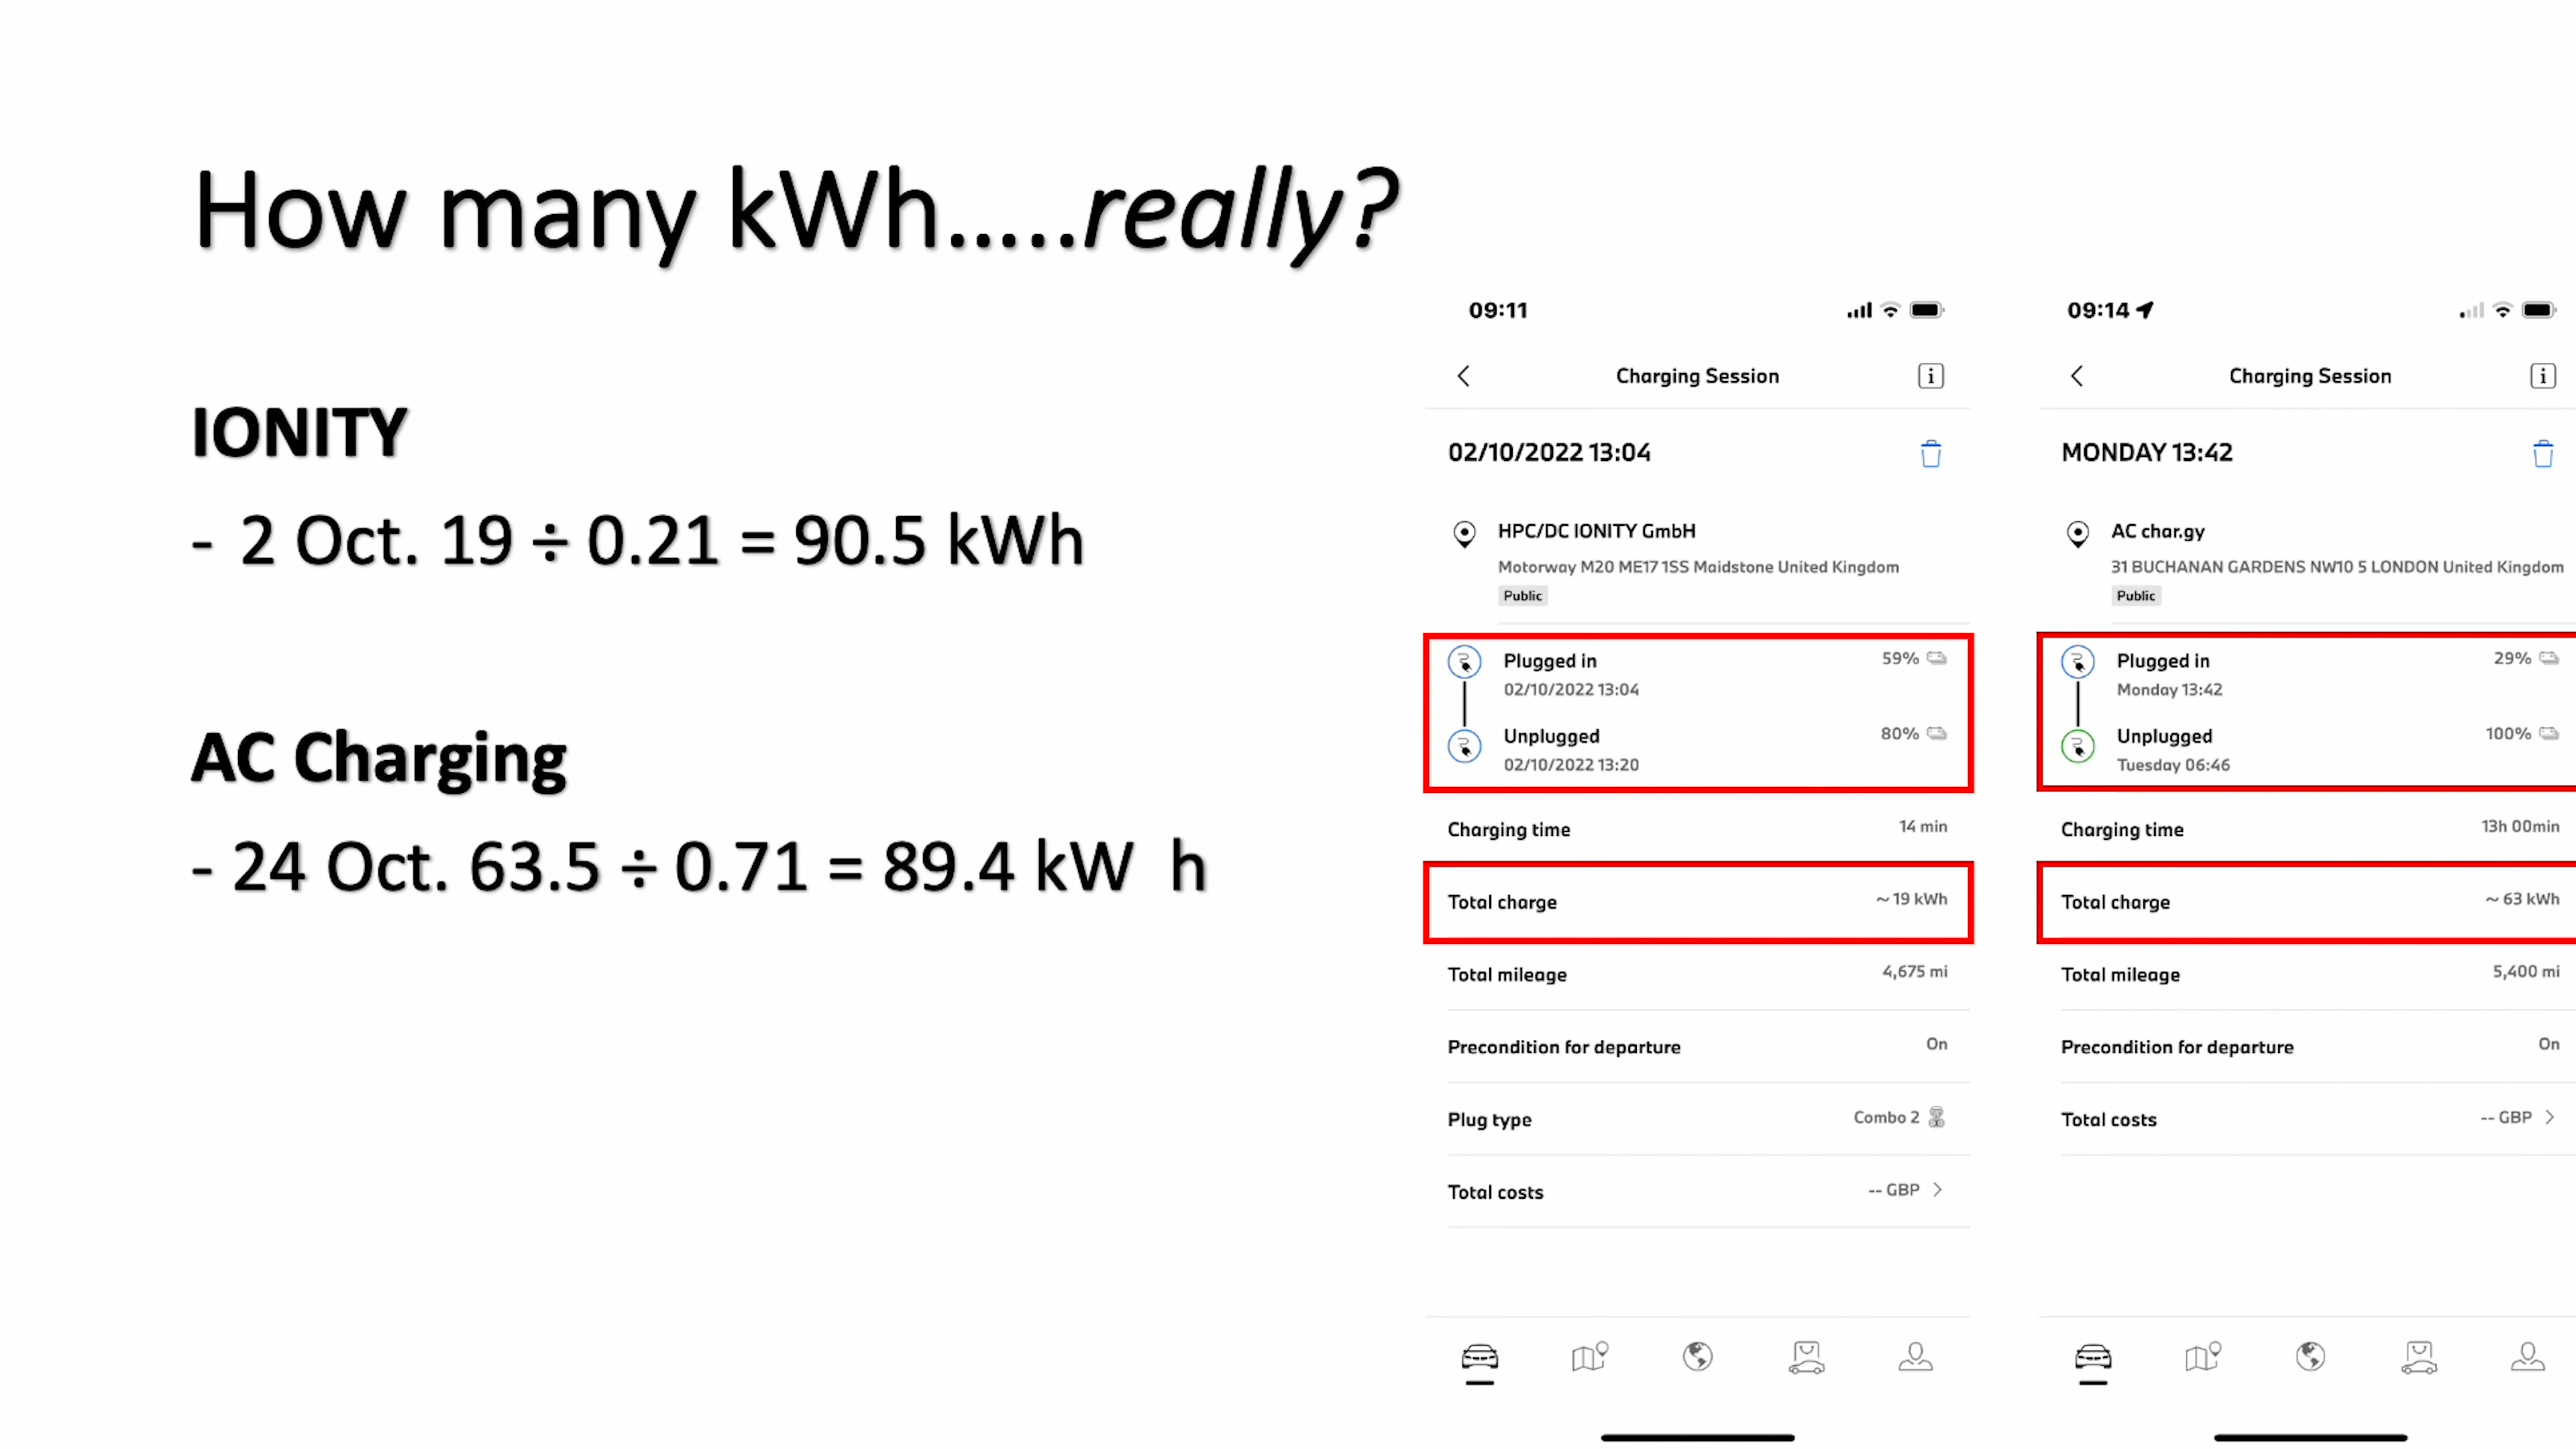 How many kWh.....really?
IONITY
- 2 Oct. 19 ÷ 0.21 = 90.5 kWh
AC Charging
- 24 Oct. 63.5 ÷ 0.71 = 89.4 kW h
09:11
Charging Session
02/10/2022 13:04
HPC/DC IONITY GmbH
Motorway M20 ME17 1SS Maidstone United Kingdom
Public
Plugged in 59%
02/10/2022 13:04
Unplugged 80%
02/10/2022 13:20
Charging time 14 min
Total charge ~ 19 kWh
Total mileage 4,675 mi
Precondition for departure On
Plug type Combo 2
Total costs -- GBP >
09:14
Charging Session
MONDAY 13:42
AC char.gy
31 BUCHANAN GARDENS NW10 5 LONDON United Kingdom
Public
Plugged in 29%
Monday 13:42
Unplugged 100%
Tuesday 06:46
Charging time 13h 00min
Total charge ~ 63 kWh
Total mileage 5,400 mi
Precondition for departure On
Total costs -- GBP >